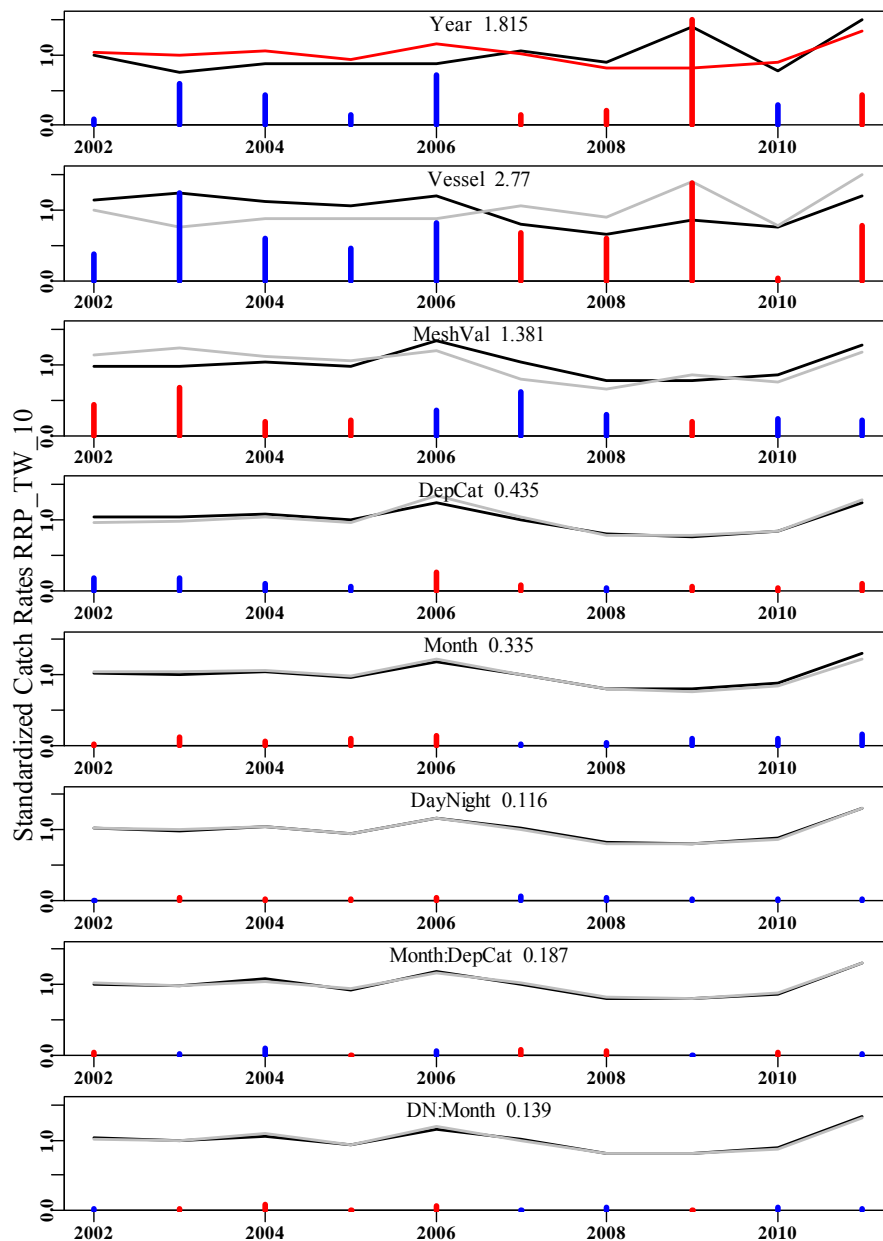 Standardized Catch Rates RRP_TW_10
Year 1.815
0.0 1.0
2002 2004 2006 2008 2010
Vessel 2.77
0.0 1.0
2002 2004 2006 2008 2010
MeshVal 1.381
0.0 1.0
2002 2004 2006 2008 2010
DepCat 0.435
0.0 1.0
2002 2004 2006 2008 2010
Month 0.335
0.0 1.0
2002 2004 2006 2008 2010
DayNight 0.116
0.0 1.0
2002 2004 2006 2008 2010
Month:DepCat 0.187
0.0 1.0
2002 2004 2006 2008 2010
DN:Month 0.139
0.0 1.0
2002 2004 2006 2008 2010